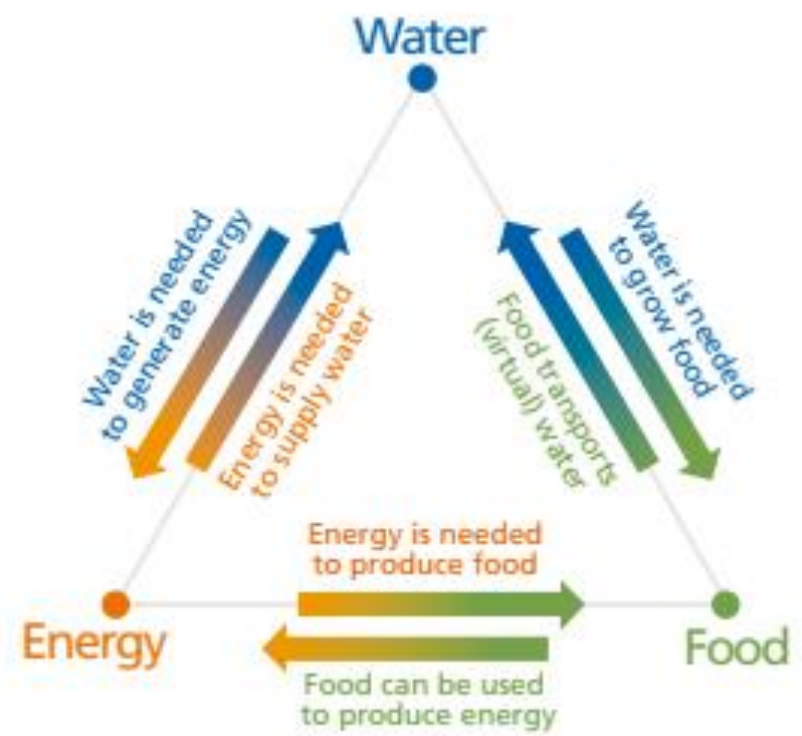 Water
Water is needed
to generate energy
Energy is needed
to supply water
Food transports
(virtual) water
Water is needed
to grow food
Energy is needed
to produce food
Energy
Food
Food can be used
to produce energy